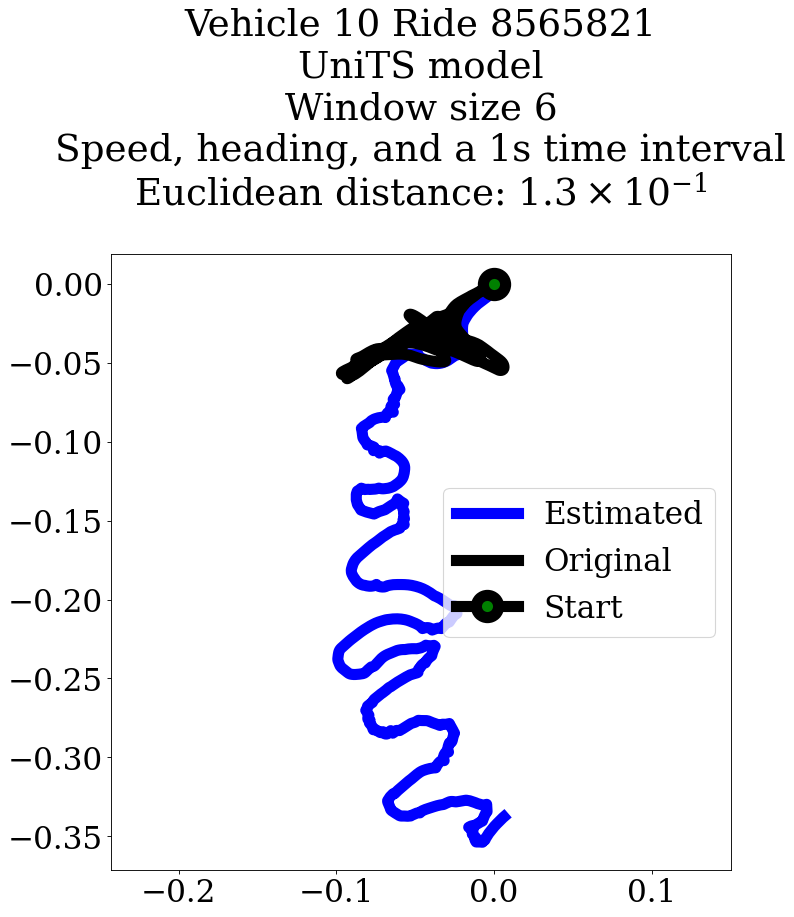 Vehicle 10 Ride 8565821
UniTS model
Window size 6
Speed, heading, and a 1s time interval
Euclidean distance: 1.3 × 10⁻¹
0.00
−0.05
−0.10
−0.15
−0.20
−0.25
−0.30
−0.35
Estimated
Original
Start
−0.2
−0.1
0.0
0.1